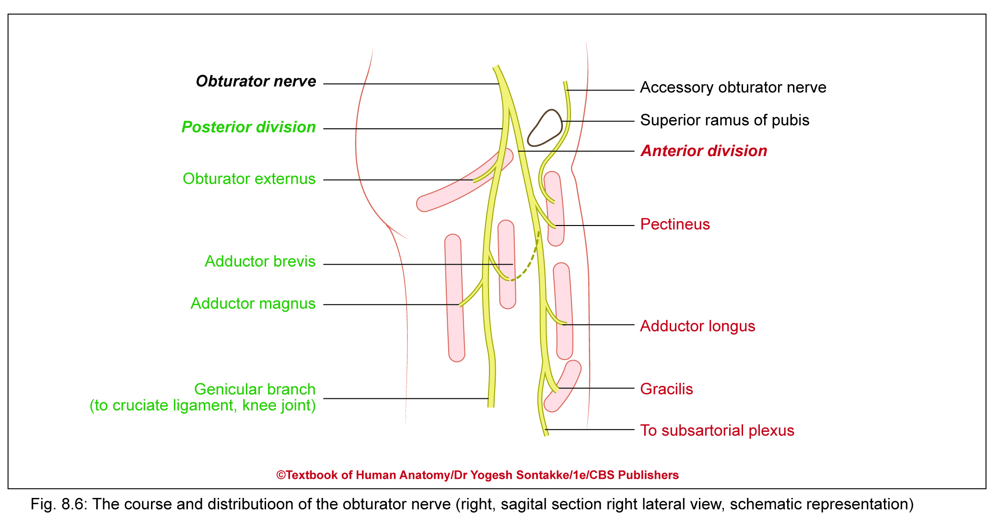 Obturator nerve
Posterior division
Obturator externus
Adductor brevis
Adductor magnus
Genicular branch
(to cruciate ligament, knee joint)
Accessory obturator nerve
Superior ramus of pubis
Anterior division
Pectineus
Adductor longus
Gracilis
To subsartorial plexus
©Textbook of Human Anatomy/Dr Yogesh Sontakke/1e/CBS Publishers
Fig. 8.6: The course and distributioon of the obturator nerve (right, sagital section right lateral view, schematic representation)